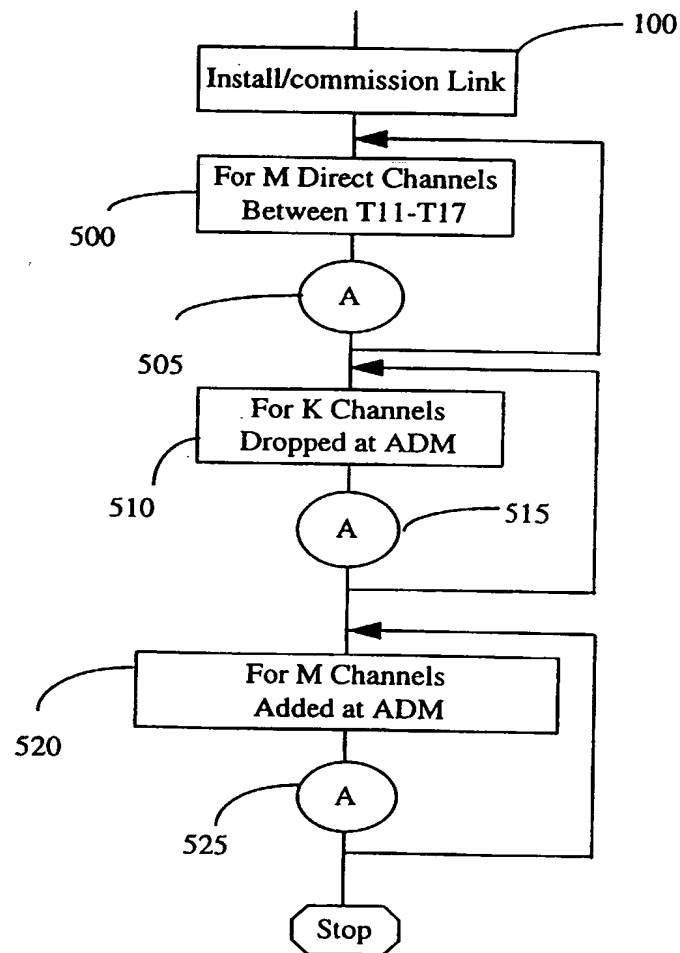 100
Install/commission Link
For M Direct Channels
Between T11-T17
500
A
505
For K Channels
Dropped at ADM
510
A
515
For M Channels
Added at ADM
520
A
525
Stop